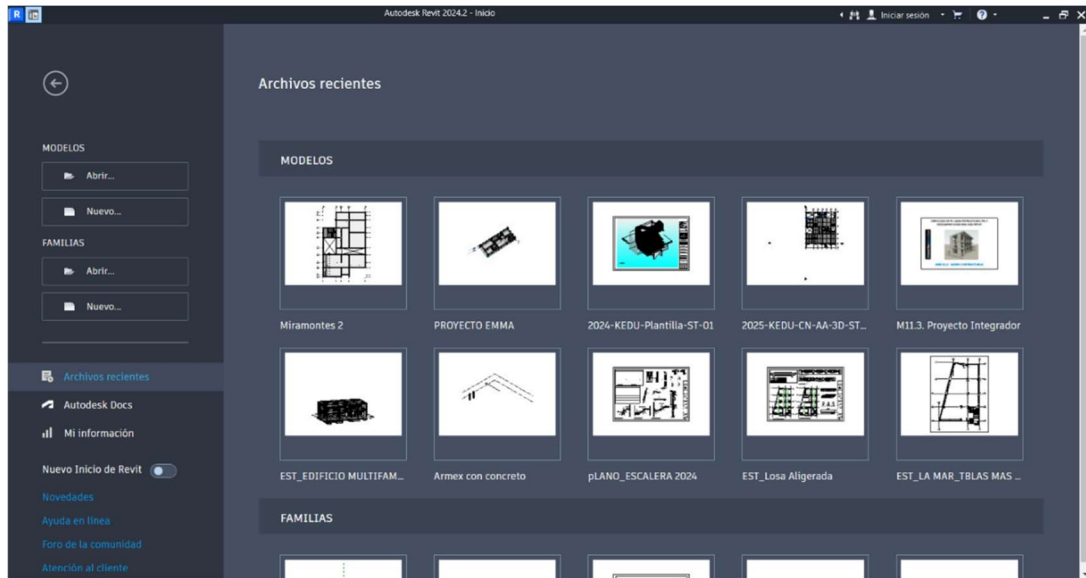 R
Autodesk Revit 2024.2 - Inicio
Iniciar sesión
Archivos recientes
MODELOS
Abrir...
Nuevo...
FAMILIAS
Abrir...
Nuevo...
Archivos recientes
Autodesk Docs
Mi información
Nuevo Inicio de Revit
Novedades
Ayuda en línea
Foro de la comunidad
Atención al cliente
MODELOS
Miramontes 2
PROYECTO EMMA
2024-KEDU-Plantilla-ST-01
2025-KEDU-CN-AA-3D-ST...
M11.3. Proyecto Integrador
EST_EDIFICIO MULTIFAM...
Armex con concreto
pLANO_ESCALERA 2024
EST_Losa Aligerada
EST_LA MAR_TBLAS MAS ...
FAMILIAS